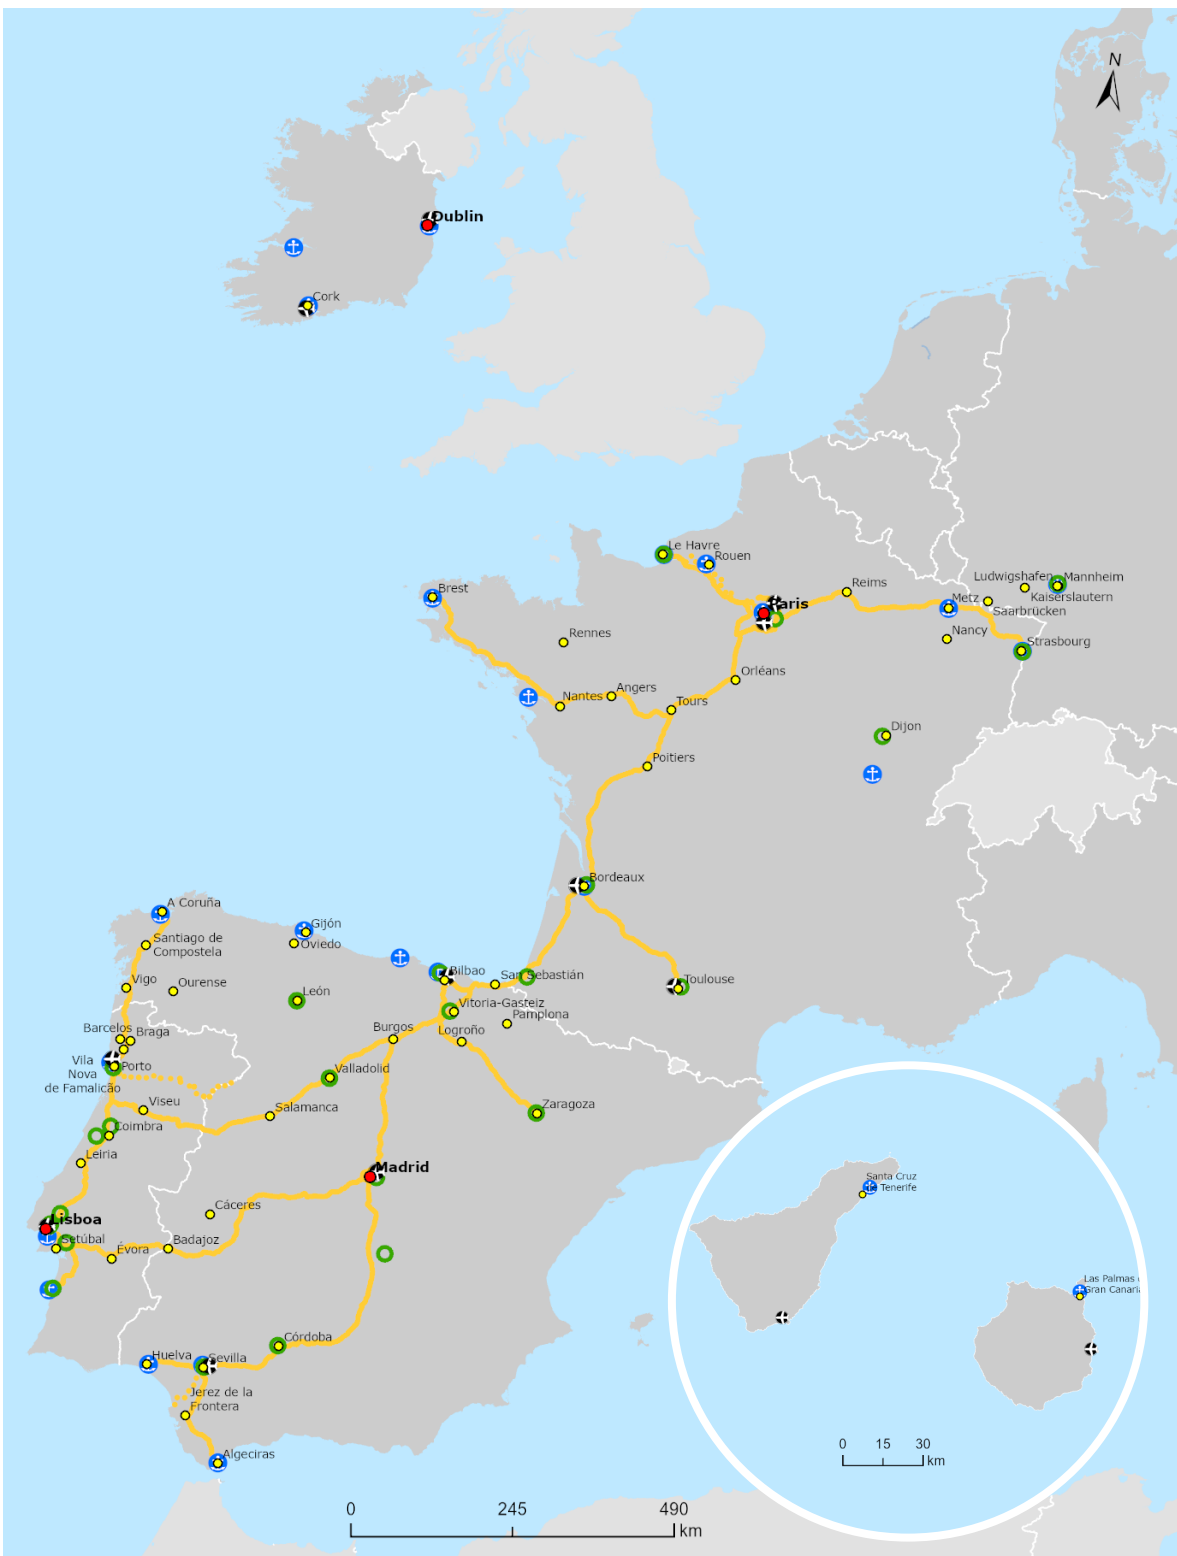 N
Dublin
Cork
Le Havre
Rouen
Brest
Reims
Ludwigshafen
Mannheim
Kaiserslautern
Metz
Saarbrücken
Paris
Rennes
Nancy
Strasbourg
Orléans
Angers
Nantes
Tours
Dijon
Poitiers
Bordeaux
A Coruña
Gijón
Santiago de
Compostela
Oviedo
Bilbao
San Sebastián
Toulouse
Vigo
Ourense
León
Vitoria-Gasteiz
Pamplona
Barcelos
Braga
Burgos
Logroño
Vila
Nova
de Famalicão
Porto
Valladolid
Viseu
Salamanca
Zaragoza
Coimbra
Leiria
Madrid
Santa Cruz
de Tenerife
Cáceres
Lisboa
Setúbal
Évora
Badajoz
Las Palmas
Gran Canaria
Córdoba
Huelva
Sevilla
Jerez de la
Frontera
Algeciras
0 15 30
km
0 245 490
km